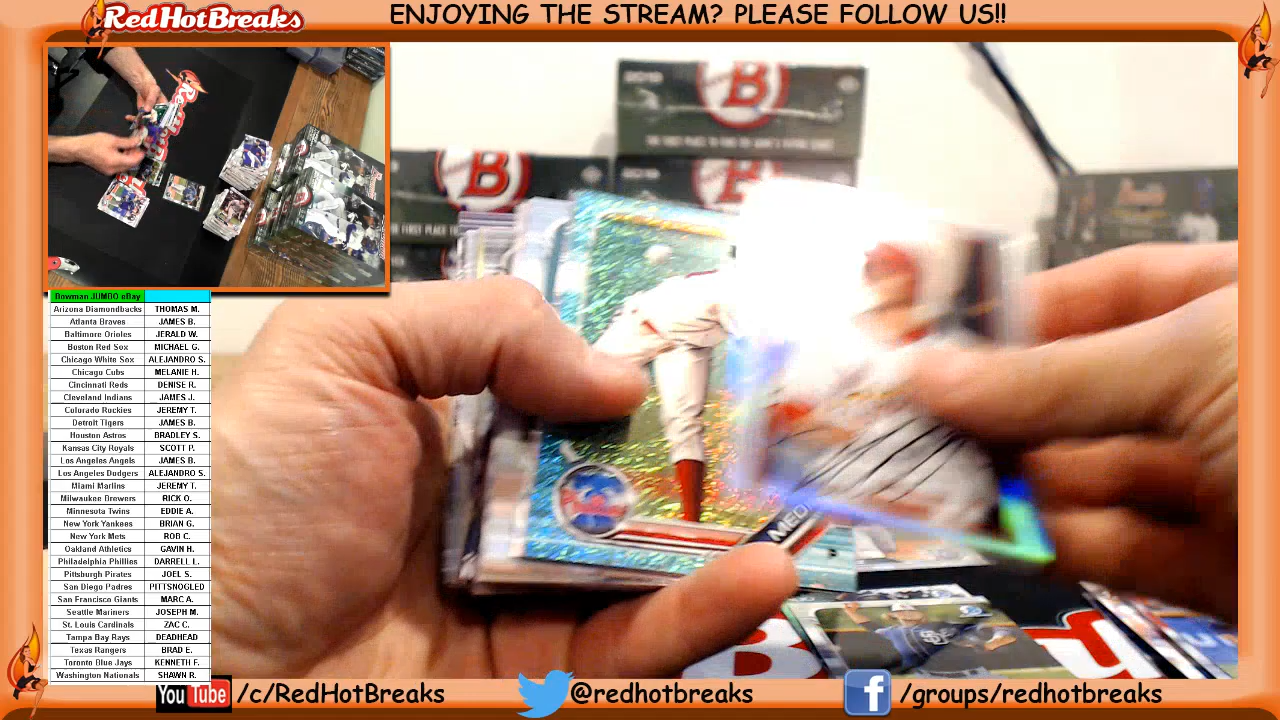 RedHotBreaks
ENJOYING THE STREAM? PLEASE FOLLOW US!!
B
B
MED
Bowman JUMBO eBay
Arizona Diamondbacks THOMAS M.
Atlanta Braves JAMES B.
Baltimore Orioles JERALD W.
Boston Red Sox MICHAEL G.
Chicago White Sox ALEJANDRO S.
Chicago Cubs MELANIE H.
Cincinnati Reds DENISE R.
Cleveland Indians JAMES J.
Colorado Ruckies JEREMY T.
Detroit Tigers JAMES B.
Houston Astros BRADLEY S.
Kansas City Royals SCOTT P.
Los Angeles Angels JAMES B.
Los Angeles Dodgers ALEJANDRO S.
Miami Marlins JEREMY T.
Milwaukee Brewers RICK O.
Minnesota Twins EDDIE A.
New York Yankees BRIAN G.
New York Mets ROB C.
Oakland Athletics GAVIN H.
Philadelphia Phillies DARRELL L.
Pittsburgh Pirates JOEL S.
San Diego Padres PITTSNOGLED
San Francisco Giants MARC A.
Seattle Mariners JOSEPH M.
St. Louis Cardinals ZAC C.
Tampa Bay Rays DEADHEAD
Texas Rangers BRAD E.
Toronto Blue Jays KENNETH F.
Washington Nationals SHAWN R.
YouTube /c/RedHotBreaks @redhotbreaks f /groups/redhotbreaks